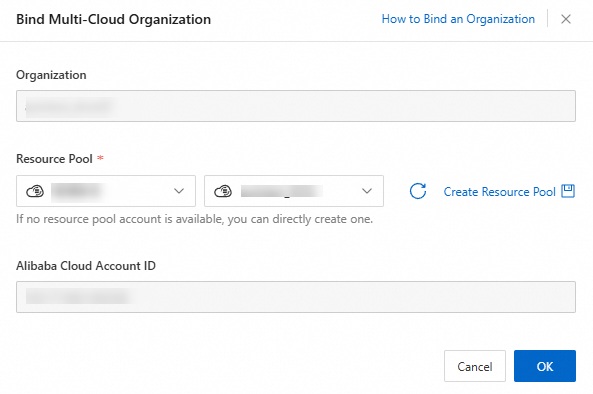 Bind Multi-Cloud Organization
How to Bind an Organization
Organization
Resource Pool *
Create Resource Pool
If no resource pool account is available, you can directly create one.
Alibaba Cloud Account ID
Cancel
OK